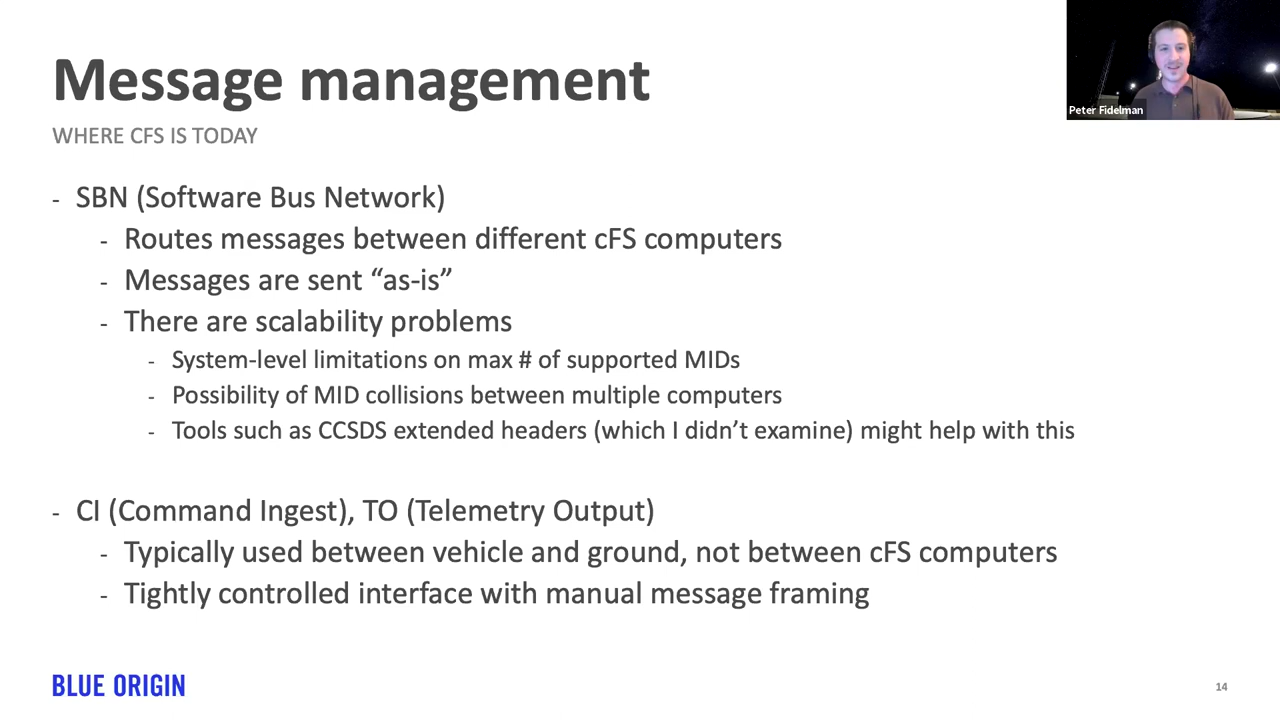 Message management
WHERE CFS IS TODAY
Peter Fidelman
- SBN (Software Bus Network)
- Routes messages between different cFS computers
- Messages are sent “as-is”
- There are scalability problems
- System-level limitations on max # of supported MIDs
- Possibility of MID collisions between multiple computers
- Tools such as CCSDS extended headers (which I didn’t examine) might help with this
- CI (Command Ingest), TO (Telemetry Output)
- Typically used between vehicle and ground, not between cFS computers
- Tightly controlled interface with manual message framing
BLUE ORIGIN
14